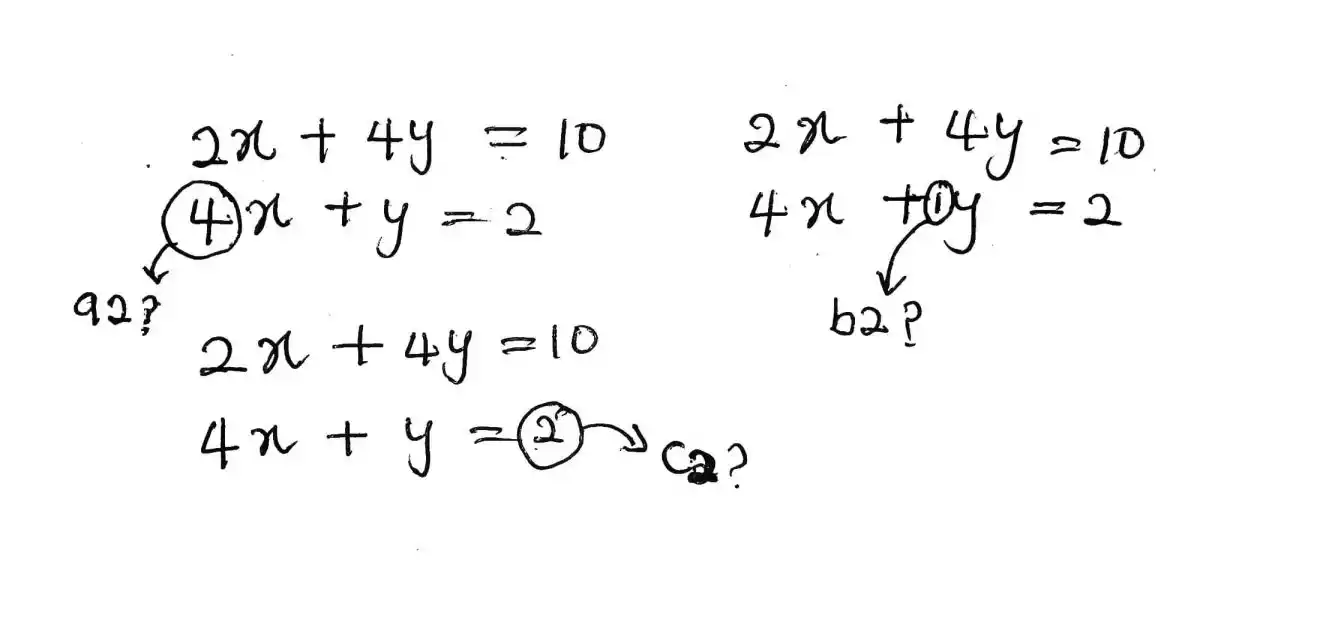 2x + 4y = 10
4x + y = 2
a2?
2x + 4y = 10
4x + 1y = 2
b2?
2x + 4y = 10
4x + y = 2
c2?